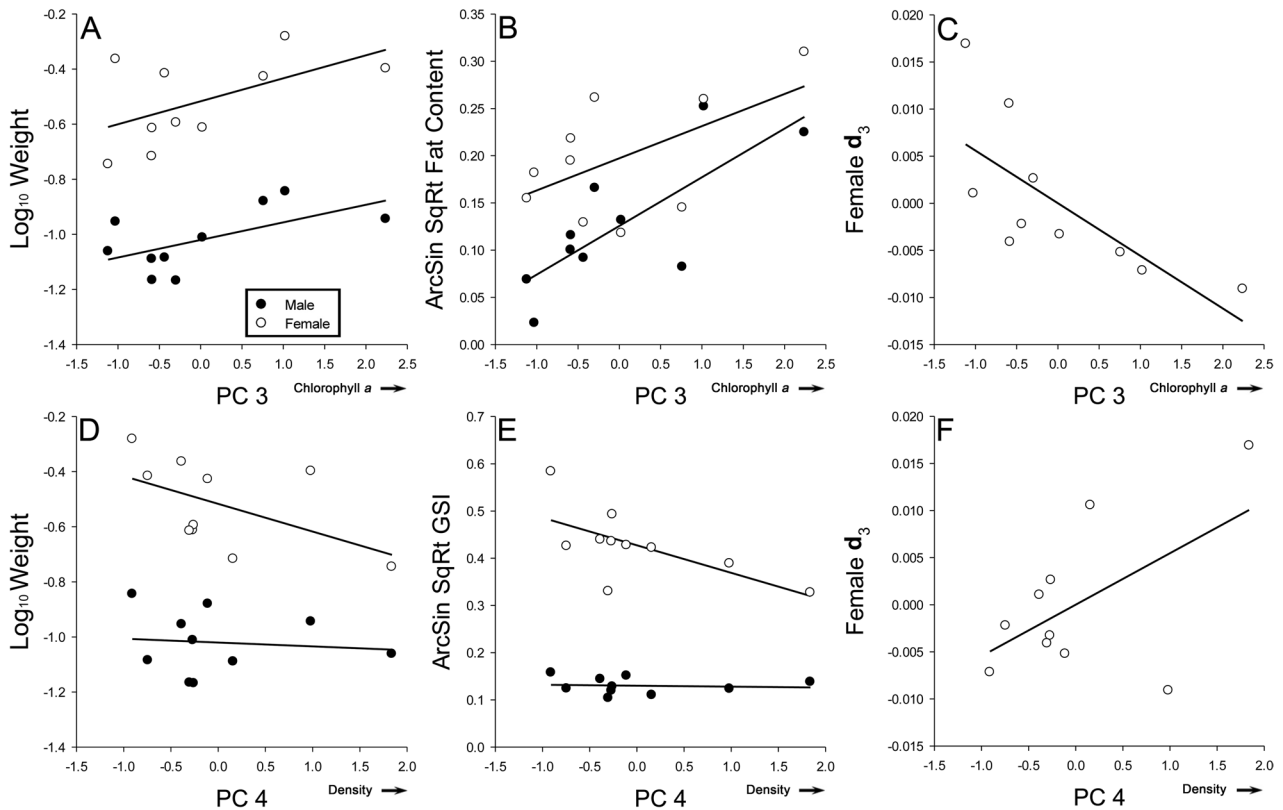 A
Log₁₀ Weight
-0.2
-0.4
-0.6
-0.8
-1.0
-1.2
-1.4
Male
Female
-1.5 -1.0 -0.5 0.0 0.5 1.0 1.5 2.0 2.5
Chlorophyll a
PC 3
B
ArcSin SqRt Fat Content
0.35
0.30
0.25
0.20
0.15
0.10
0.05
0.00
-1.5 -1.0 -0.5 0.0 0.5 1.0 1.5 2.0 2.5
Chlorophyll a
PC 3
C
Female d₃
0.020
0.015
0.010
0.005
0.000
-0.005
-0.010
-0.015
-1.5 -1.0 -0.5 0.0 0.5 1.0 1.5 2.0 2.5
Chlorophyll a
PC 3
D
Log₁₀ Weight
-0.2
-0.4
-0.6
-0.8
-1.0
-1.2
-1.4
-1.5 -1.0 -0.5 0.0 0.5 1.0 1.5 2.0
Density
PC 4
E
ArcSin SqRt GSI
0.7
0.6
0.5
0.4
0.3
0.2
0.1
0.0
-1.5 -1.0 -0.5 0.0 0.5 1.0 1.5 2.0
Density
PC 4
F
Female d₃
0.020
0.015
0.010
0.005
0.000
-0.005
-0.010
-0.015
-1.5 -1.0 -0.5 0.0 0.5 1.0 1.5 2.0
Density
PC 4